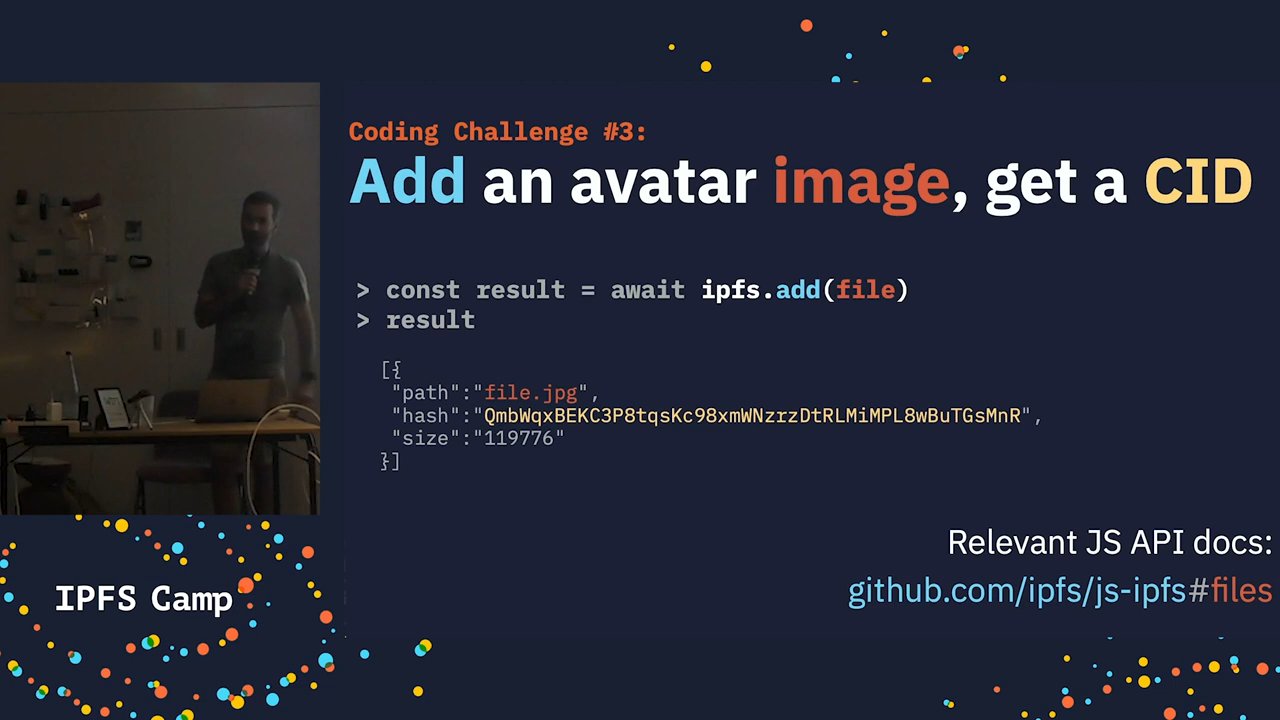 Coding Challenge #3:
Add an avatar image, get a CID
> const result = await ipfs.add(file)
> result
[{
"path":"file.jpg",
"hash":"QmbWqxBEKC3P8tqsKc98xmWNzrzDtRLMiMPL8wBuTGsMnR",
"size":"119776"
}]
Relevant JS API docs:
github.com/ipfs/js-ipfs#files
IPFS Camp